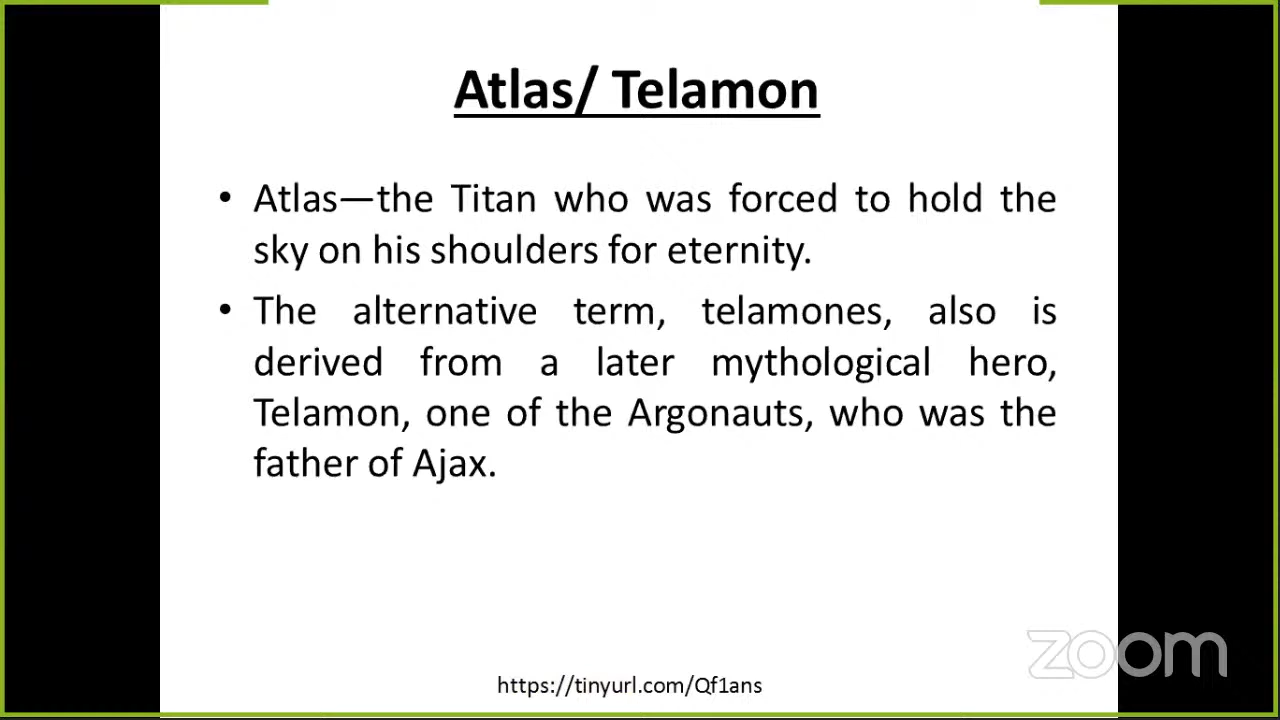 Atlas/ Telamon
• Atlas—the Titan who was forced to hold the
sky on his shoulders for eternity.
• The alternative term, telamones, also is
derived from a later mythological hero,
Telamon, one of the Argonauts, who was the
father of Ajax.
zoom
https://tinyurl.com/Qf1ans